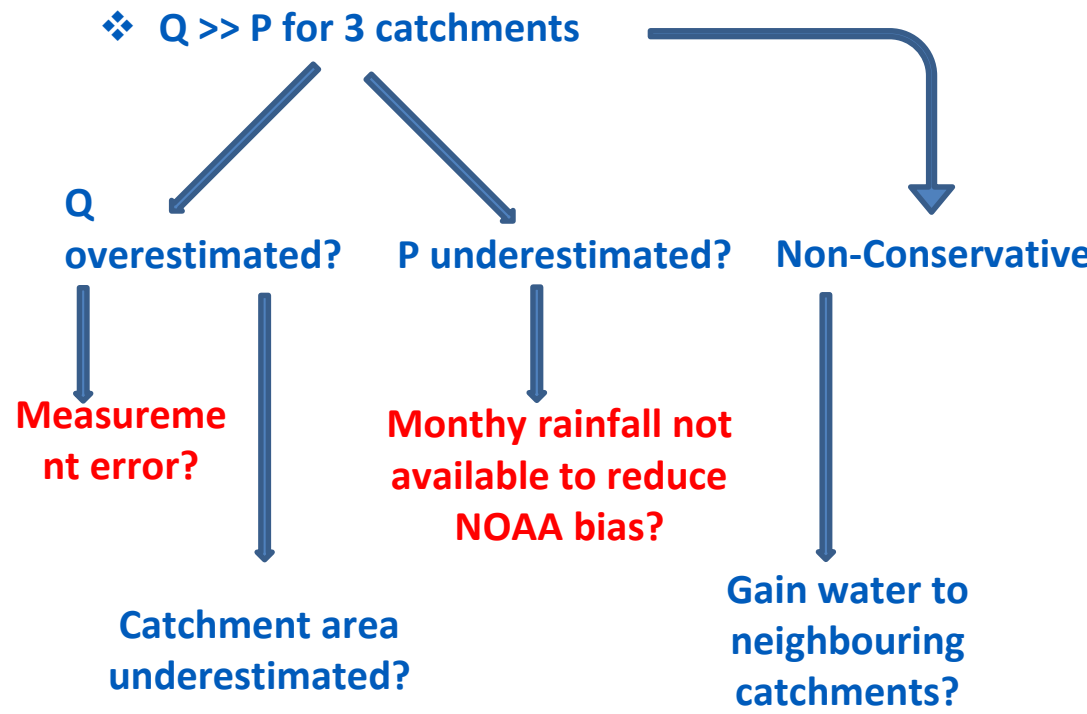 ❖ Q >> P for 3 catchments
Q
overestimated?
P underestimated?
Non-Conservative
Measureme
nt error?
Monthy rainfall not
available to reduce
NOAA bias?
Catchment area
underestimated?
Gain water to
neighbouring
catchments?